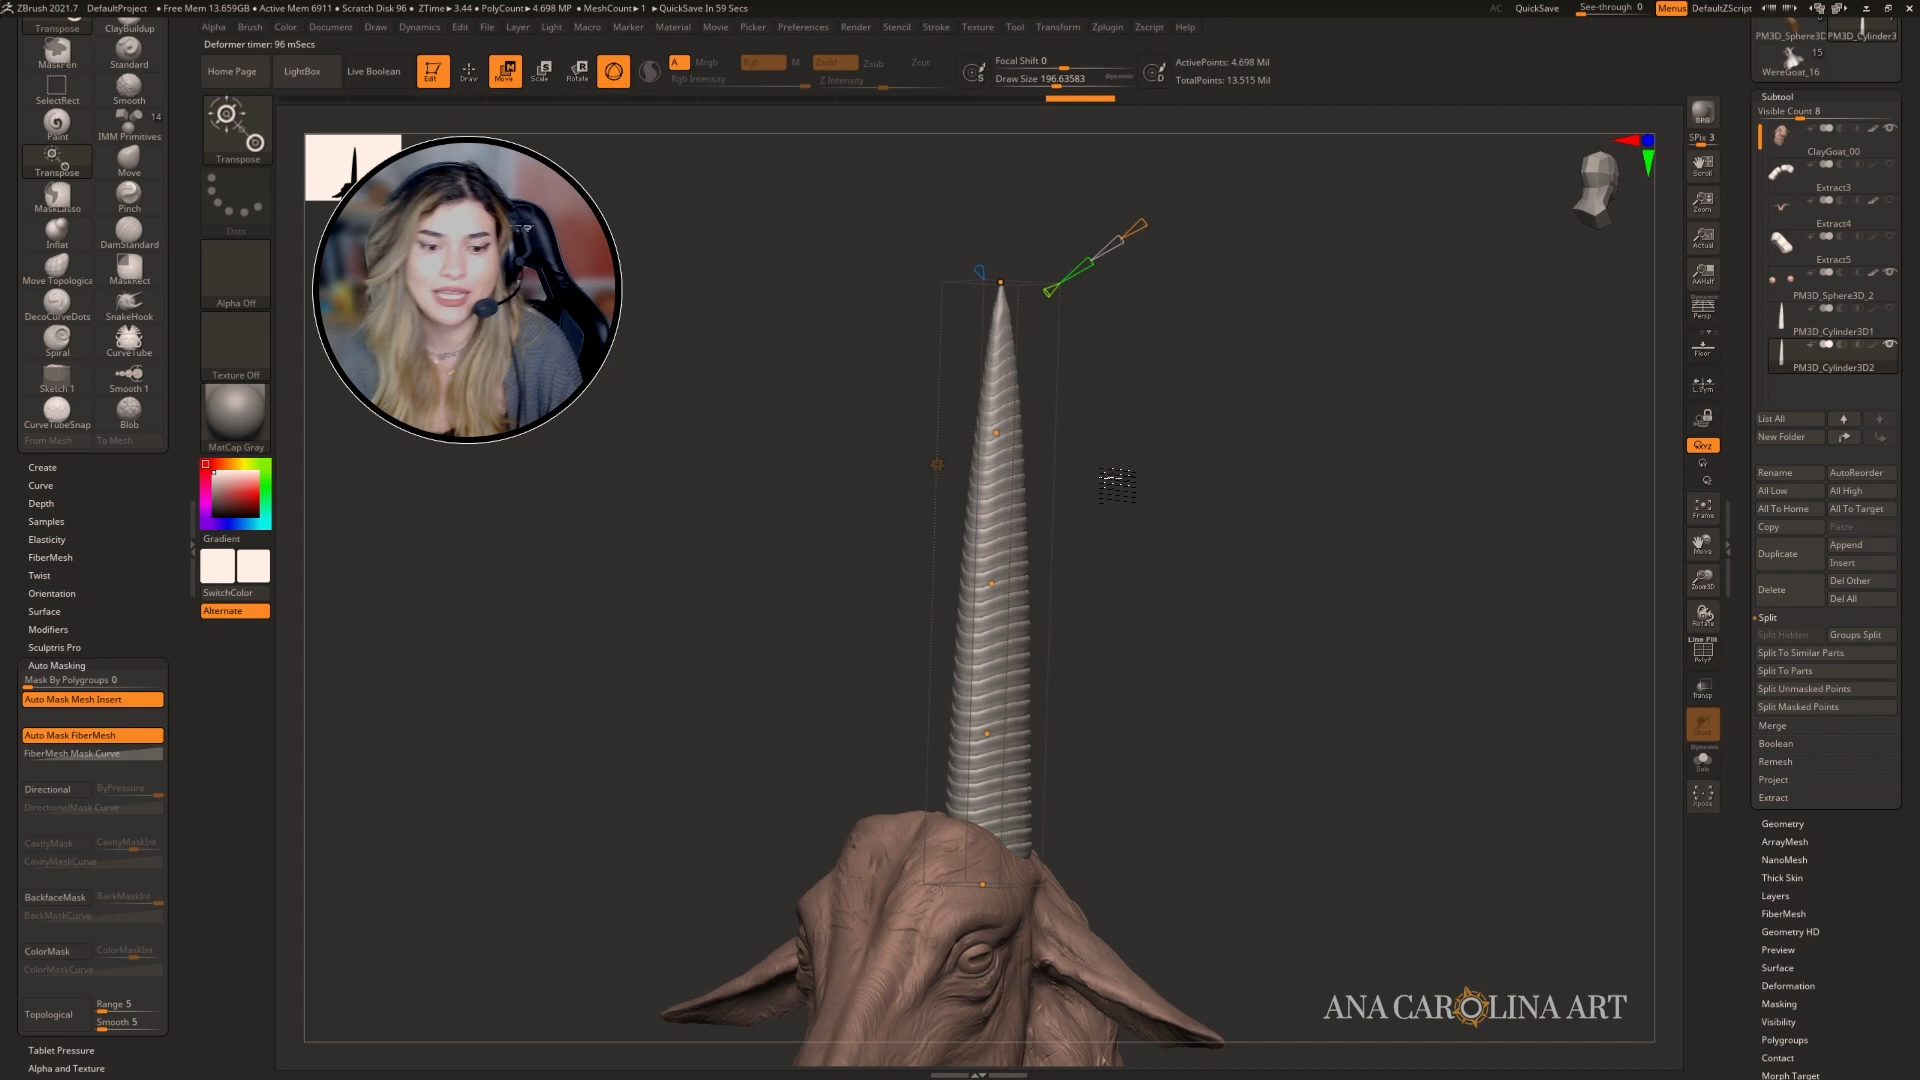 ZBrush 2021.7 DefaultProject • Free Mem 13.659GB • Active Mem 6911 • Scratch Disk 96 • ZTime▸3.44 • PolyCount▸4.698 MP • MeshCount▸1 ▸QuickSave In 59 Secs
AC QuickSave See-through 0 Menus DefaultZScript
Alpha Brush Color Document Draw Dynamics Edit File Layer Light Macro Marker Material Movie Picker Preferences Render Stencil Stroke Texture Tool Transform Zplugin Zscript Help
Deformer timer: 96 mSecs
Home Page LightBox Live Boolean Edit Draw Move Scale Rotate A Mrgb Rgb M Zadd Zsub Zcut
Rgb Intensity Z Intensity
Focal Shift 0
Draw Size 196.63583 Dynamic
ActivePoints: 4.698 Mil
TotalPoints: 13.515 Mil
Transpose ClayBuildup
MaskPen Standard
SelectRect Smooth
14
Paint IMM Primitives
Transpose Move
MaskLasso Pinch
Inflat DamStandard
Move Topologica MaskRect
DecoCurveDots SnakeHook
Spiral CurveTube
Sketch 1 Smooth 1
CurveTubeSnap Blob
From Mesh To Mesh
Create
Curve
Depth
Samples
Elasticity
FiberMesh
Twist
Orientation
Surface
Modifiers
Sculptris Pro
Auto Masking
Mask By Polygroups 0
Auto Mask Mesh Insert
Auto Mask FiberMesh
FiberMesh Mask Curve
Directional ByPressure
DirectionalMask Curve
CavityMask CavityMaskInt
CavityMaskCurve
BackfaceMask BackMaskInt
BackMaskCurve
ColorMask ColorMaskInt
ColorMaskCurve
Topological Range 5
Smooth 5
Tablet Pressure
Alpha and Texture
Transpose
Dots
Alpha Off
Texture Off
MatCap Gray
Gradient
SwitchColor
Alternate
ANA CAROLINA ART
BPR
SPix 3
Scroll
Zoom
Actual
AAHalf
Dynamic
Persp
Floor
L.Sym
XYZ
Frame
Move
Zoom3D
Rotate
Line Fill
PolyF
Transp
Ghost
Dynamic
Solo
Xpose
PM3D_Sphere3D PM3D_Cylinder3
15
WereGoat_16
Subtool
Visible Count 8
ClayGoat_00
Extract3
Extract4
Extract5
PM3D_Sphere3D_2
PM3D_Cylinder3D1
PM3D_Cylinder3D2
List All
New Folder
Rename AutoReorder
All Low All High
All To Home All To Target
Copy Paste
Duplicate Append
Insert
Delete Del Other
Del All
Split
Split Hidden Groups Split
Split To Similar Parts
Split To Parts
Split Unmasked Points
Split Masked Points
Merge
Boolean
Remesh
Project
Extract
Geometry
ArrayMesh
NanoMesh
Thick Skin
Layers
FiberMesh
Geometry HD
Preview
Surface
Deformation
Masking
Visibility
Polygroups
Contact
Morph Target